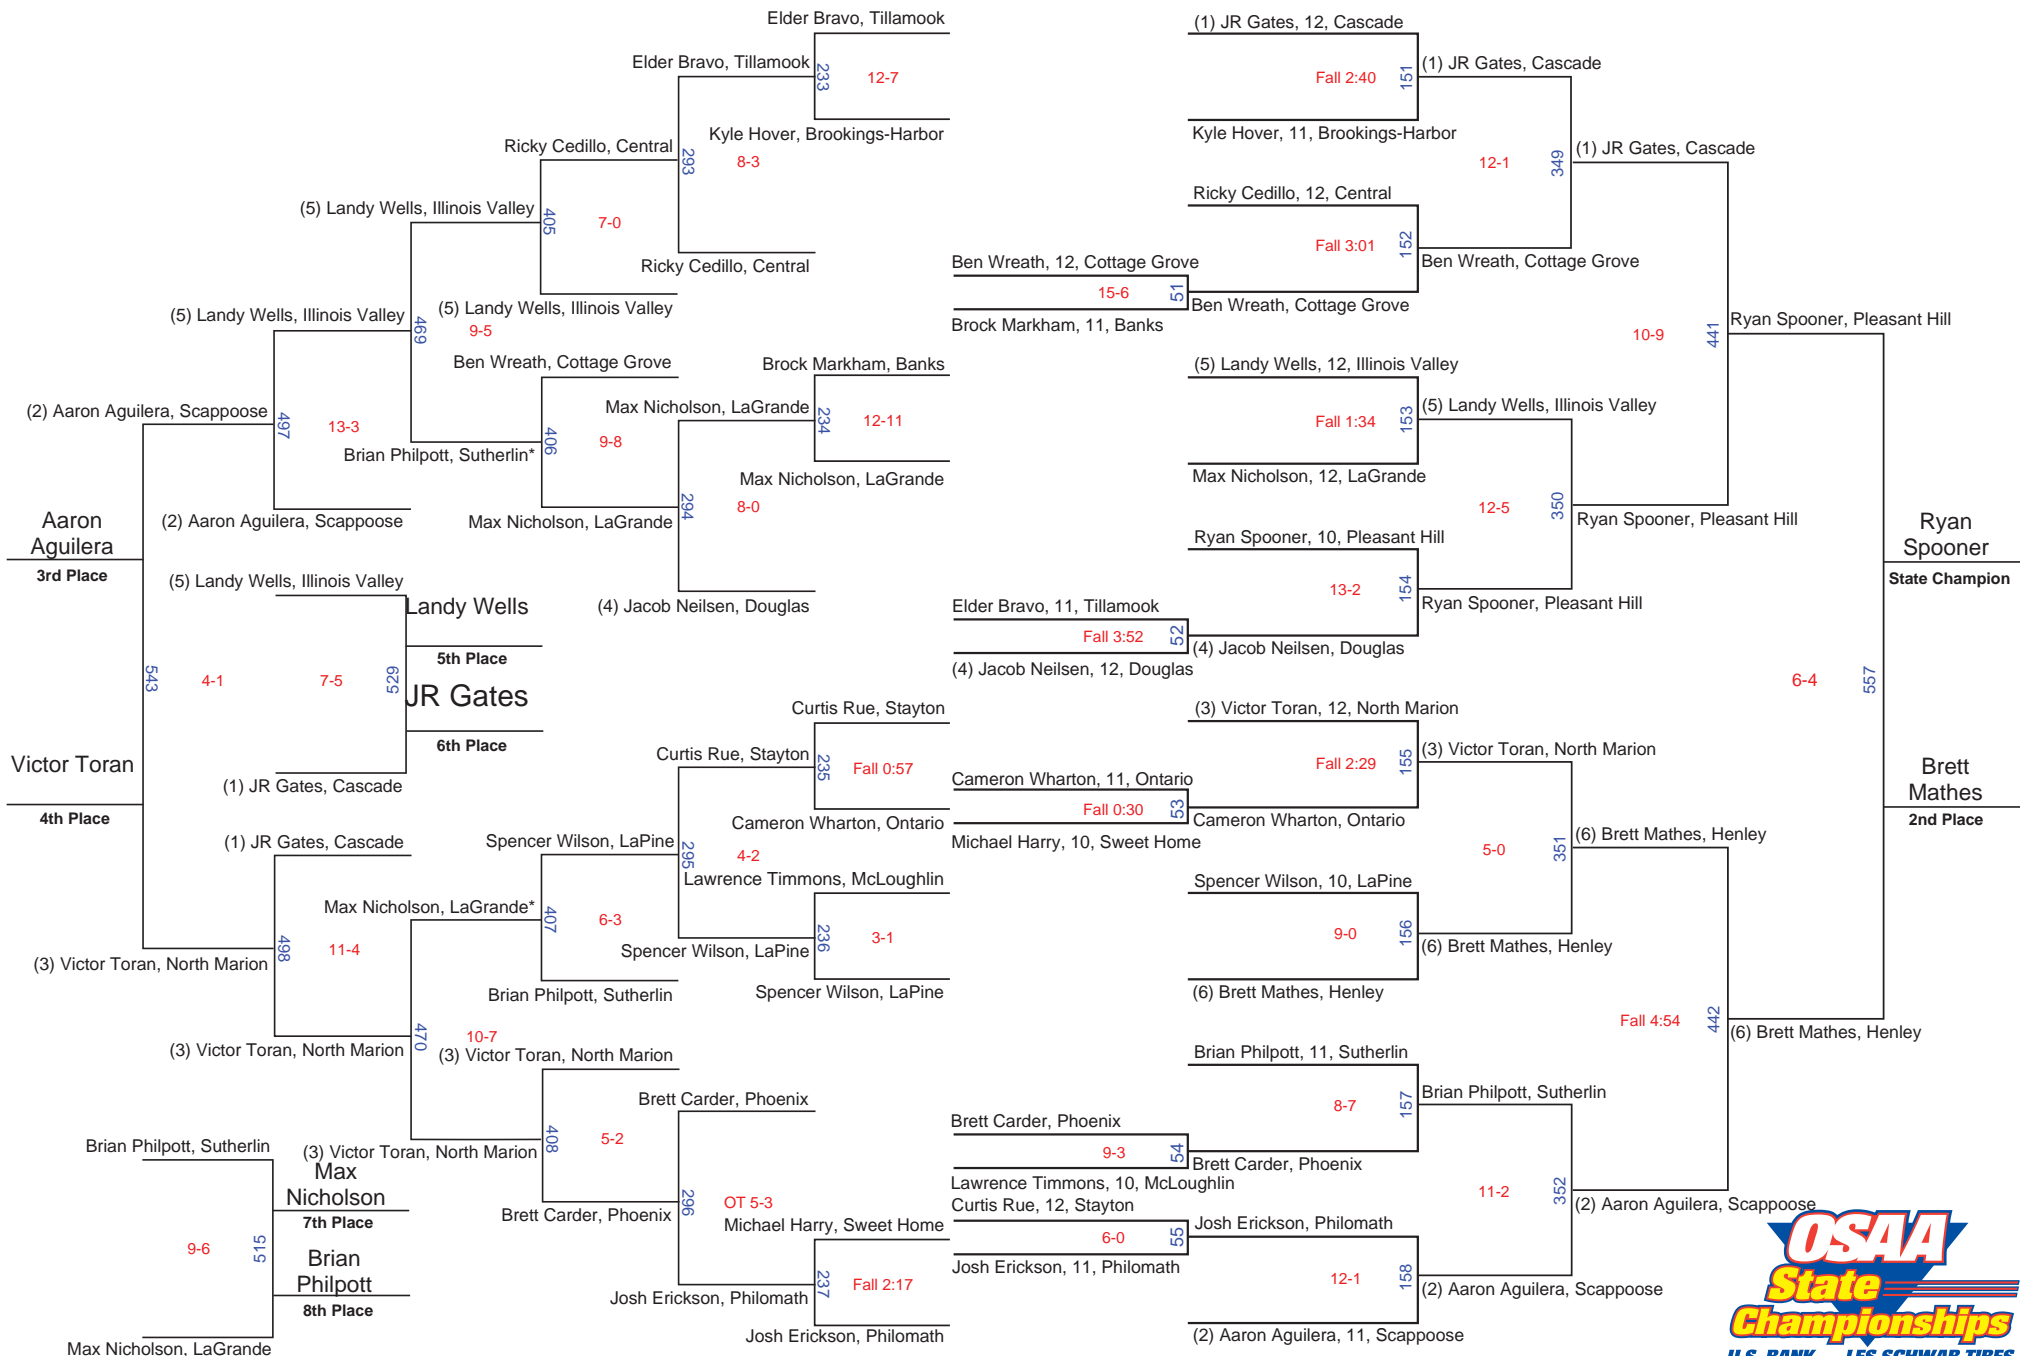 Elder Bravo, Tillamook
(1) JR Gates, 12, Cascade
Elder Bravo, Tillamook
233
12-7
Fall 2:40
151
(1) JR Gates, Cascade
Kyle Hover, Brookings-Harbor
Kyle Hover, 11, Brookings-Harbor
Ricky Cedillo, Central
293
8-3
12-1
349
(1) JR Gates, Cascade
Ricky Cedillo, 12, Central
(5) Landy Wells, Illinois Valley
405
7-0
Fall 3:01
152
Ricky Cedillo, Central
Ben Wreath, 12, Cottage Grove
Ben Wreath, Cottage Grove
15-6
51
(5) Landy Wells, Illinois Valley
Ben Wreath, Cottage Grove
(5) Landy Wells, Illinois Valley
469
9-5
Brock Markham, 11, Banks
10-9
441
Ryan Spooner, Pleasant Hill
Ben Wreath, Cottage Grove
Brock Markham, Banks
(5) Landy Wells, 12, Illinois Valley
(2) Aaron Aguilera, Scappoose
497
13-3
Max Nicholson, LaGrande
234
12-11
Fall 1:34
153
(5) Landy Wells, Illinois Valley
Brian Philpott, Sutherlin*
406
9-8
Max Nicholson, LaGrande
Max Nicholson, 12, LaGrande
(2) Aaron Aguilera, Scappoose
Max Nicholson, LaGrande
294
8-0
12-5
350
Ryan Spooner, Pleasant Hill
Aaron
Aguilera
3rd Place
Ryan Spooner, 10, Pleasant Hill
Ryan
Spooner
State Champion
(5) Landy Wells, Illinois Valley
Landy Wells
5th Place
(4) Jacob Neilsen, Douglas
Elder Bravo, 11, Tillamook
13-2
154
Ryan Spooner, Pleasant Hill
Fall 3:52
52
(4) Jacob Neilsen, Douglas
(4) Jacob Neilsen, 12, Douglas
543
4-1
7-5
529
JR Gates
6th Place
6-4
557
Curtis Rue, Stayton
(3) Victor Toran, 12, North Marion
Victor Toran
4th Place
(1) JR Gates, Cascade
Curtis Rue, Stayton
235
Fall 0:57
Cameron Wharton, 11, Ontario
Fall 2:29
155
(3) Victor Toran, North Marion
Brett
Mathes
2nd Place
Fall 0:30
53
Cameron Wharton, Ontario
Cameron Wharton, Ontario
Michael Harry, 10, Sweet Home
(1) JR Gates, Cascade
Spencer Wilson, LaPine
295
4-2
5-0
351
(6) Brett Mathes, Henley
Lawrence Timmons, McLoughlin
Spencer Wilson, 10, LaPine
Max Nicholson, LaGrande*
407
6-3
236
3-1
9-0
156
(6) Brett Mathes, Henley
(3) Victor Toran, North Marion
498
11-4
Spencer Wilson, LaPine
Brian Philpott, Sutherlin
Spencer Wilson, LaPine
(6) Brett Mathes, Henley
(3) Victor Toran, North Marion
470
10-7
(3) Victor Toran, North Marion
Fall 4:54
442
(6) Brett Mathes, Henley
Brian Philpott, 11, Sutherlin
Brett Carder, Phoenix
Brett Carder, Phoenix
8-7
157
Brian Philpott, Sutherlin
(3) Victor Toran, North Marion
408
5-2
9-3
54
Brett Carder, Phoenix
Brian Philpott, Sutherlin
Max
Nicholson
7th Place
Lawrence Timmons, 10, McLoughlin
11-2
352
(2) Aaron Aguilera, Scappoose
Brett Carder, Phoenix
296
OT 5-3
Curtis Rue, 12, Stayton
Michael Harry, Sweet Home
Josh Erickson, Philomath
6-0
55
9-6
515
Brian
Philpott
8th Place
Josh Erickson, 11, Philomath
Josh Erickson, Philomath
237
Fall 2:17
12-1
158
(2) Aaron Aguilera, Scappoose
Josh Erickson, Philomath
(2) Aaron Aguilera, 11, Scappoose
Max Nicholson, LaGrande
OSAA
State
Championships
U.S. BANK LES SCHWAB TIRES